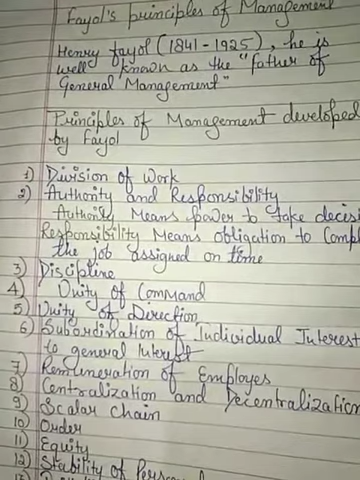 Fayol's principles of Management
Henry fayol (1841-1925), he is
well known as the "father of
General Management"
Principles of Management developed
by Fayol
1) Division of Work
2) Authority and Responsibility
Authority Means power to take
Responsibility Means obligation to
the job assigned on time
3) Discipline
4) Unity of Command
5) Unity of Direction
6) Subordination of Individual Interest
to general Interest
7) Remuneration of Employes
8) Centralization and Decentralization
9) Scalar Chain
10) Order
11) Equity
12) Stability of